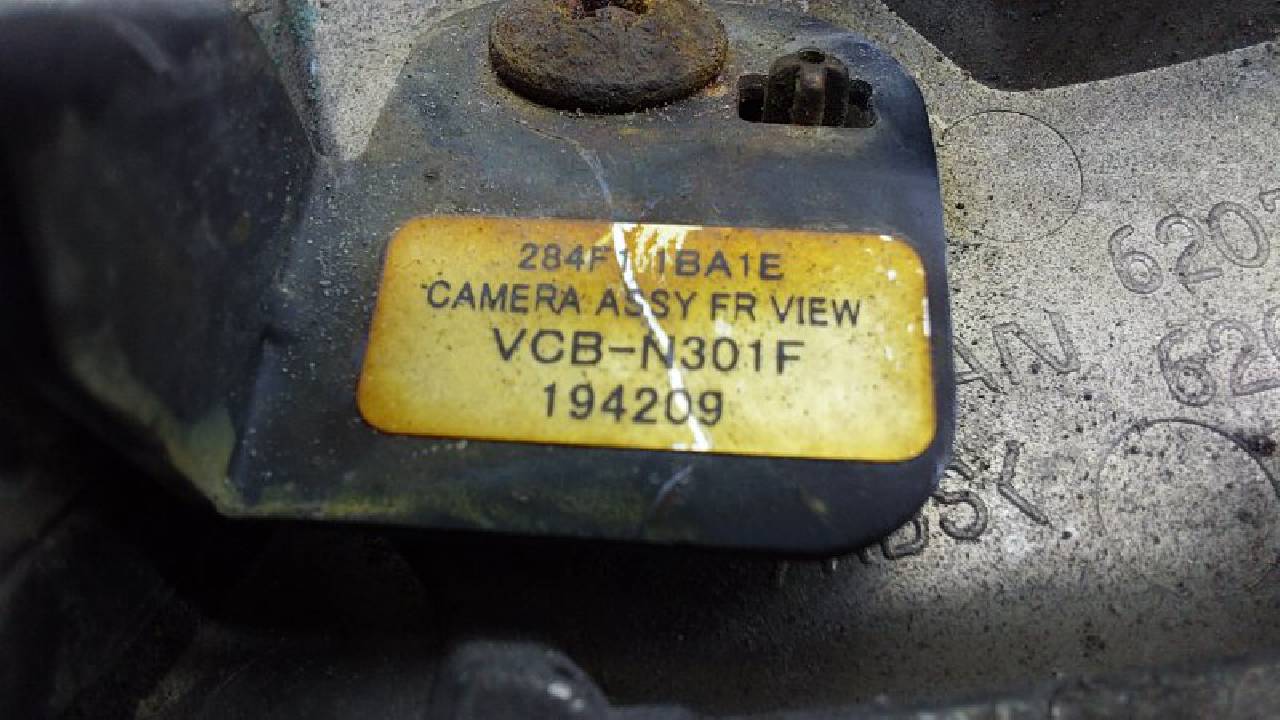 284F1 1BA1E
CAMERA ASSY FR VIEW
VCB-N301F
194209